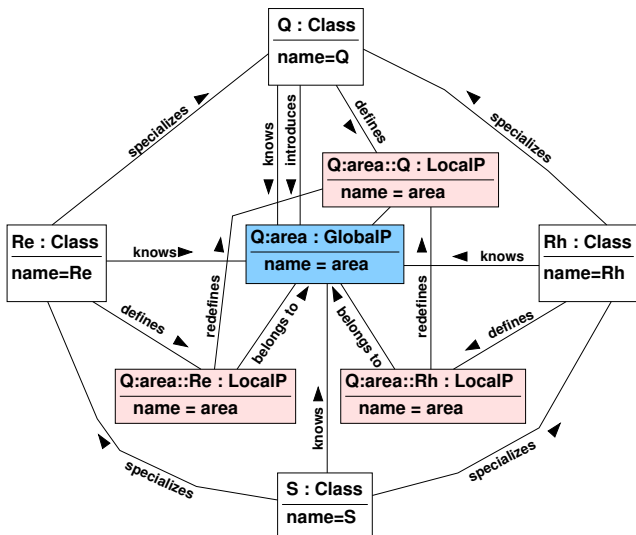 Q : Class
name=Q
specializes
knows
introduces
defines
specializes
Q:area::Q : LocalP
name = area
Re : Class
name=Re
knows
Q:area : GlobalP
name = area
knows
Rh : Class
name=Rh
defines
redefines
belongs to
belongs to
redefines
defines
Q:area::Re : LocalP
name = area
Q:area::Rh : LocalP
name = area
knows
specializes
specializes
S : Class
name=S